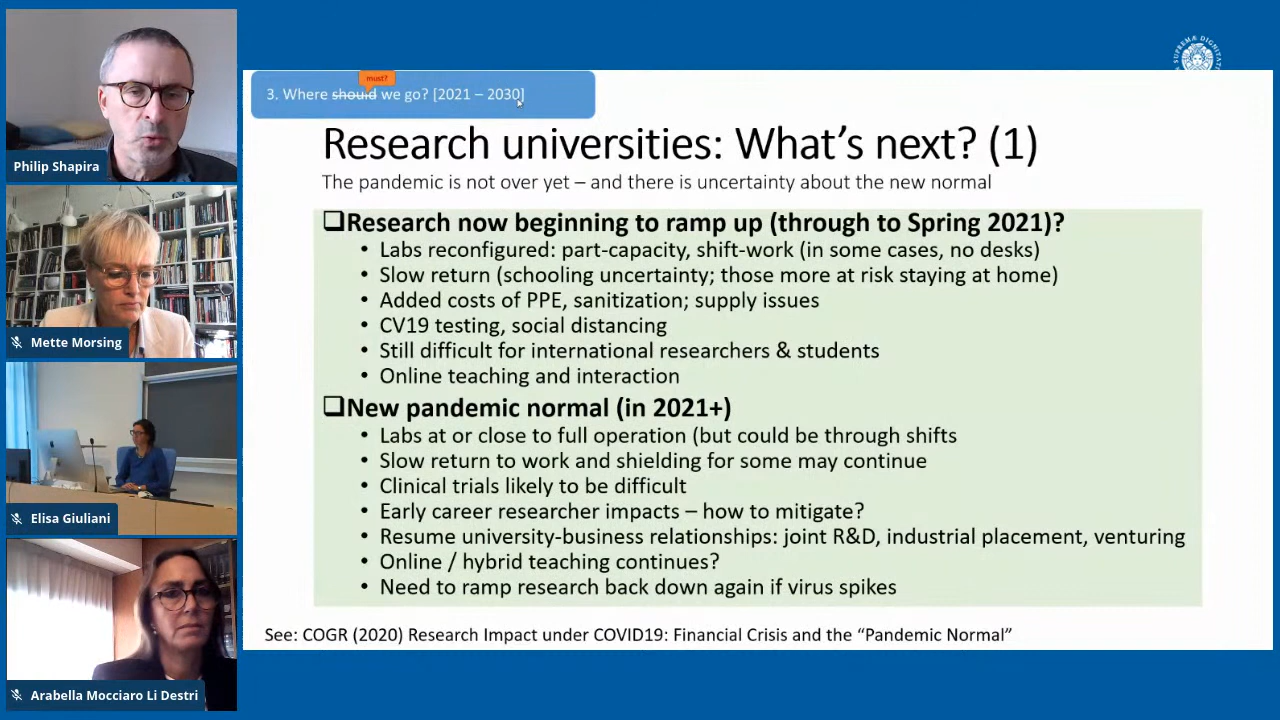 Philip Shapira
Mette Morsing
Elisa Giuliani
Arabella Mocciaro Li Destri
must?
3. Where should we go? [2021 – 2030]
Research universities: What's next? (1)
The pandemic is not over yet – and there is uncertainty about the new normal
❑Research now beginning to ramp up (through to Spring 2021)?
• Labs reconfigured: part-capacity, shift-work (in some cases, no desks)
• Slow return (schooling uncertainty; those more at risk staying at home)
• Added costs of PPE, sanitization; supply issues
• CV19 testing, social distancing
• Still difficult for international researchers & students
• Online teaching and interaction
❑New pandemic normal (in 2021+)
• Labs at or close to full operation (but could be through shifts
• Slow return to work and shielding for some may continue
• Clinical trials likely to be difficult
• Early career researcher impacts – how to mitigate?
• Resume university-business relationships: joint R&D, industrial placement, venturing
• Online / hybrid teaching continues?
• Need to ramp research back down again if virus spikes
See: COGR (2020) Research Impact under COVID19: Financial Crisis and the “Pandemic Normal”